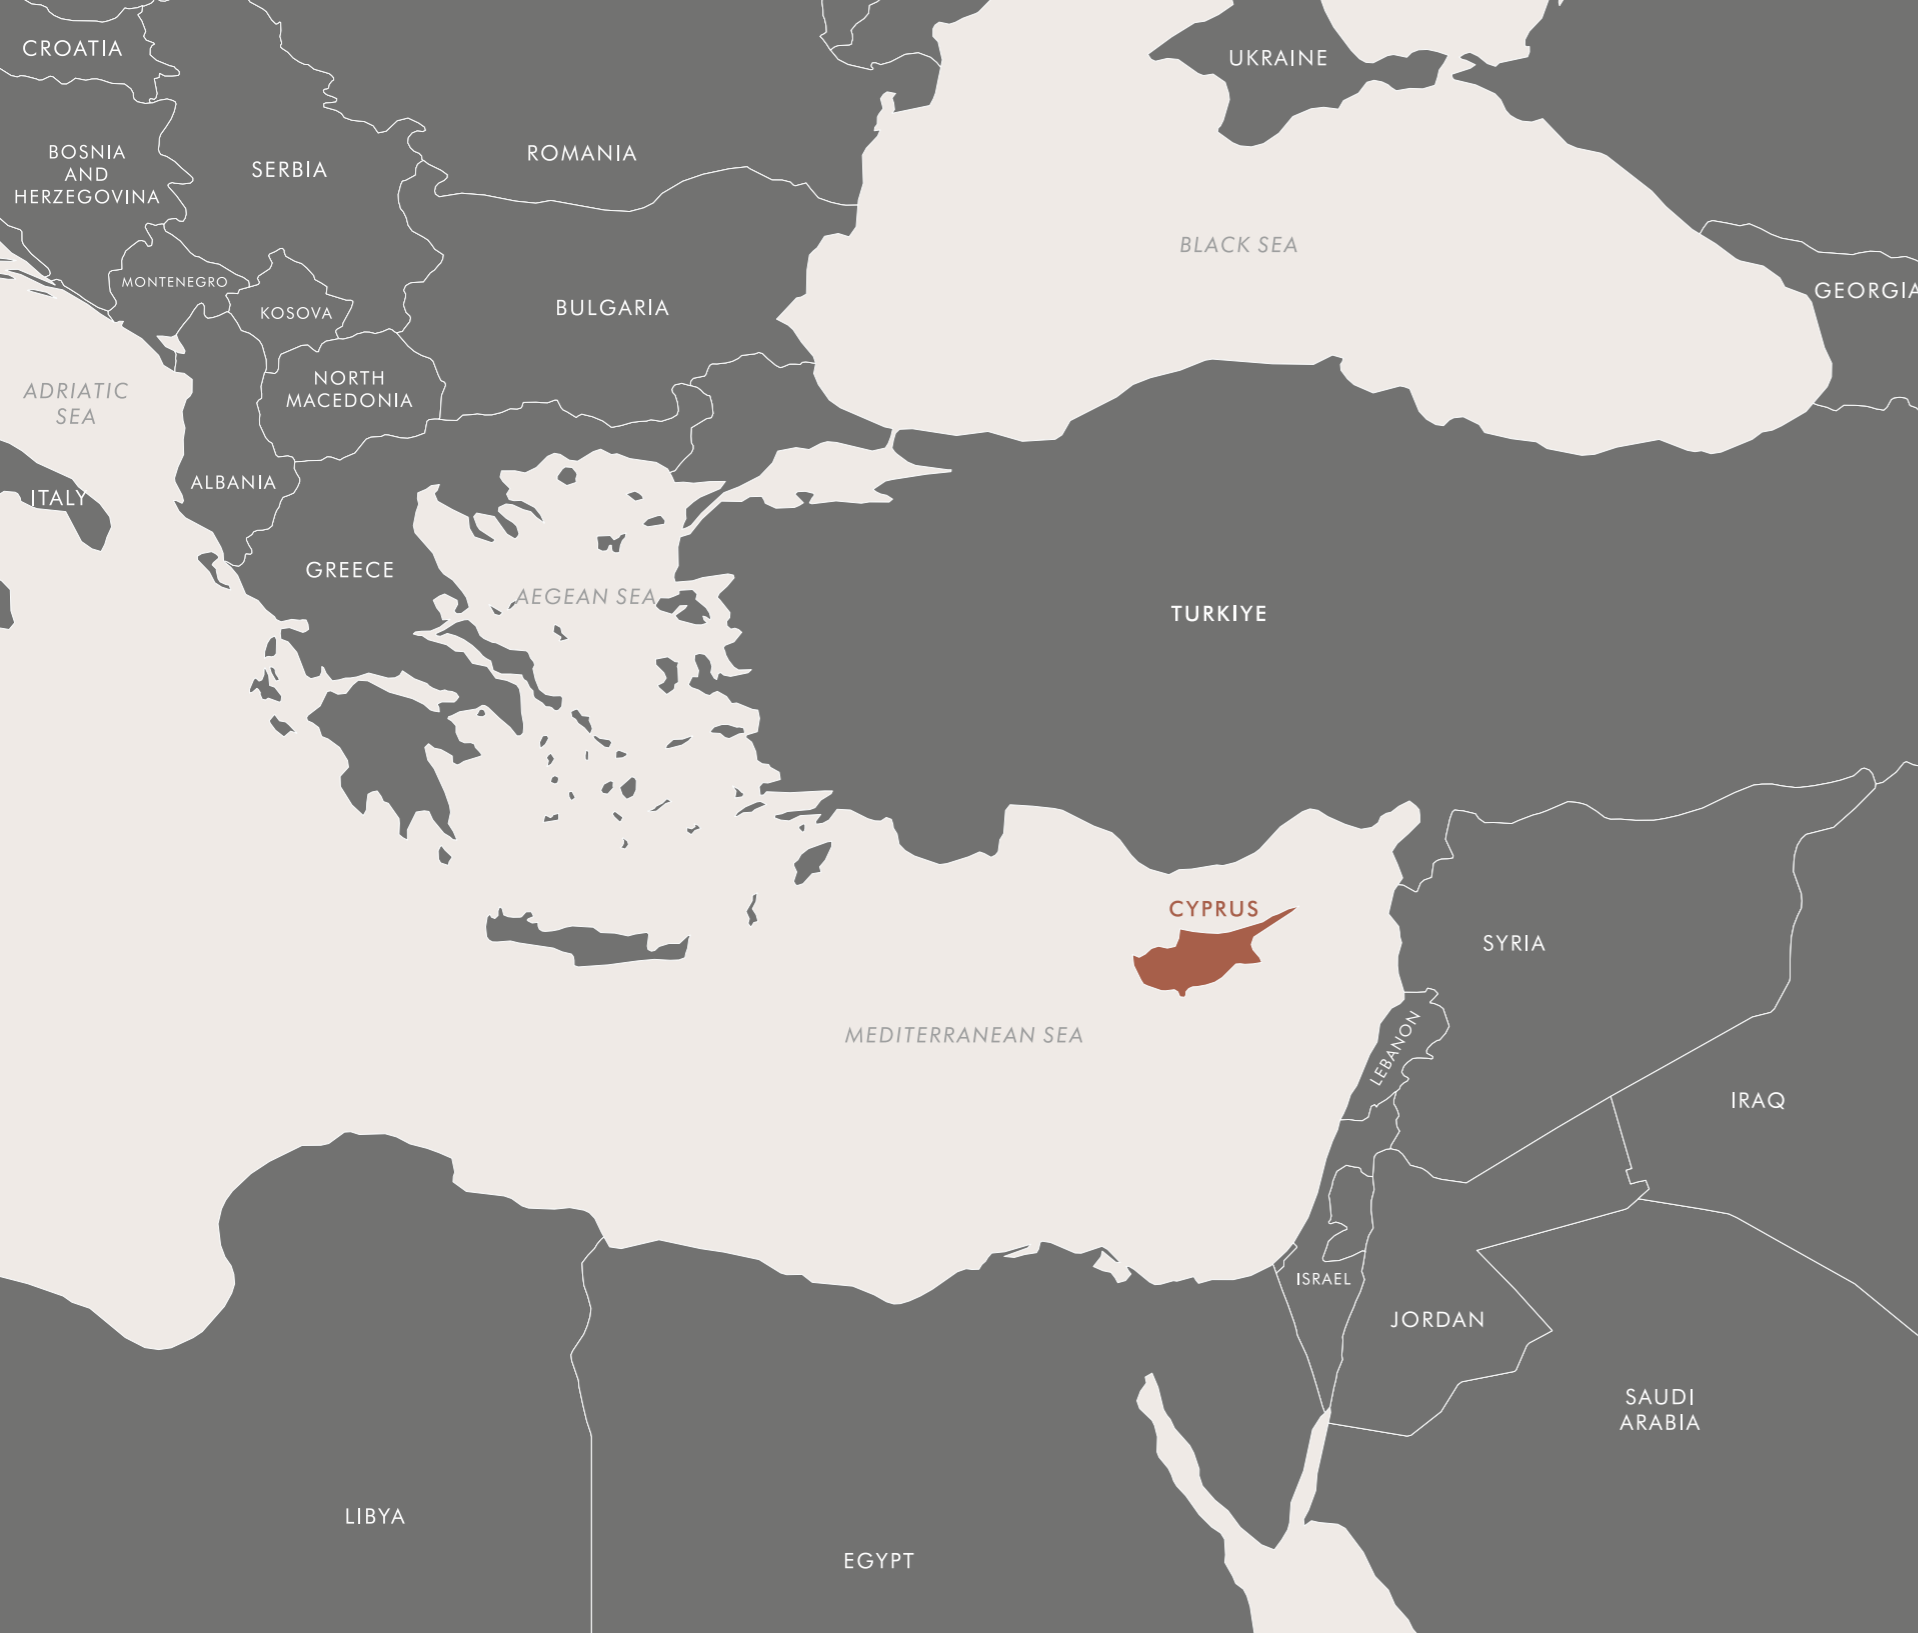 CROATIA
UKRAINE
BOSNIA
AND
HERZEGOVINA
SERBIA
ROMANIA
BLACK SEA
MONTENEGRO
KOSOVA
BULGARIA
GEORGIA
ADRIATIC
SEA
NORTH
MACEDONIA
ITALY
ALBANIA
GREECE
AEGEAN SEA
TURKIYE
CYPRUS
SYRIA
MEDITERRANEAN SEA
LEBANON
IRAQ
ISRAEL
JORDAN
SAUDI
ARABIA
LIBYA
EGYPT